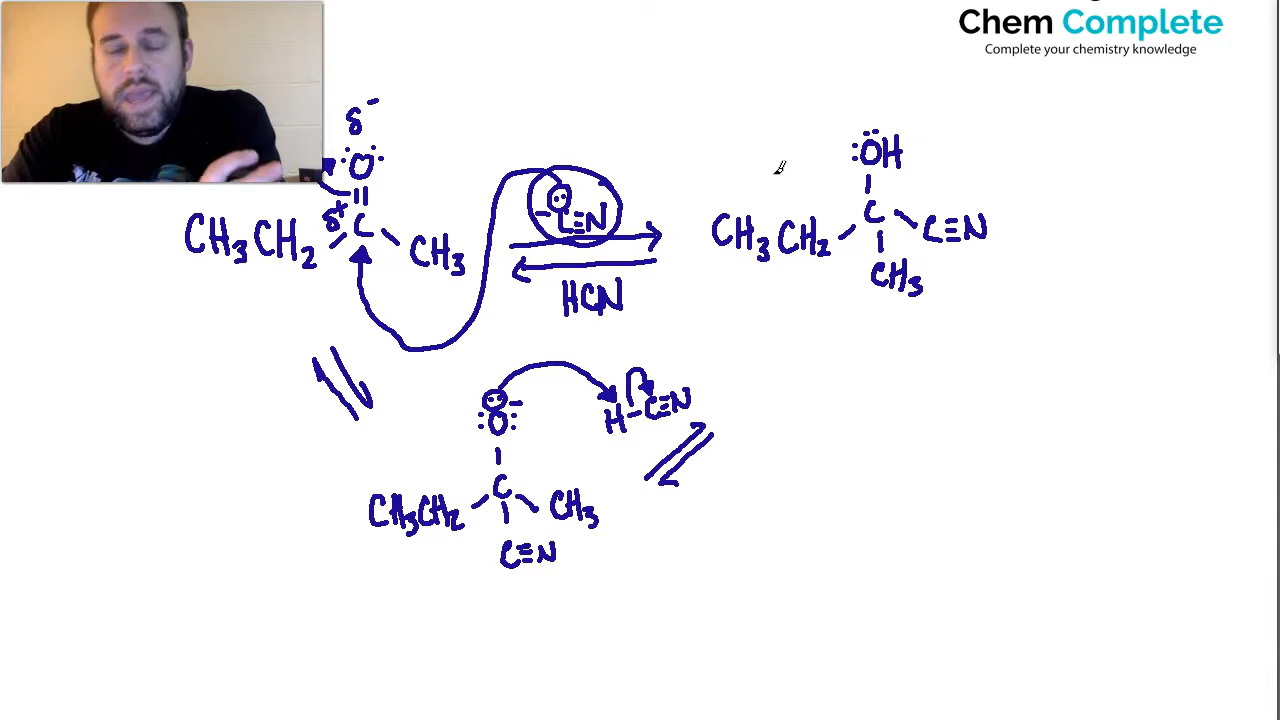 Chem Complete
Complete your chemistry knowledge
δ-
:O:
δ+
C
CH3CH2
CH3
-:C≡N
HCN
:ÖH
C
CH3CH2
C≡N
CH3
:O:-
H-C≡N
C
CH3CH2
CH3
C≡N